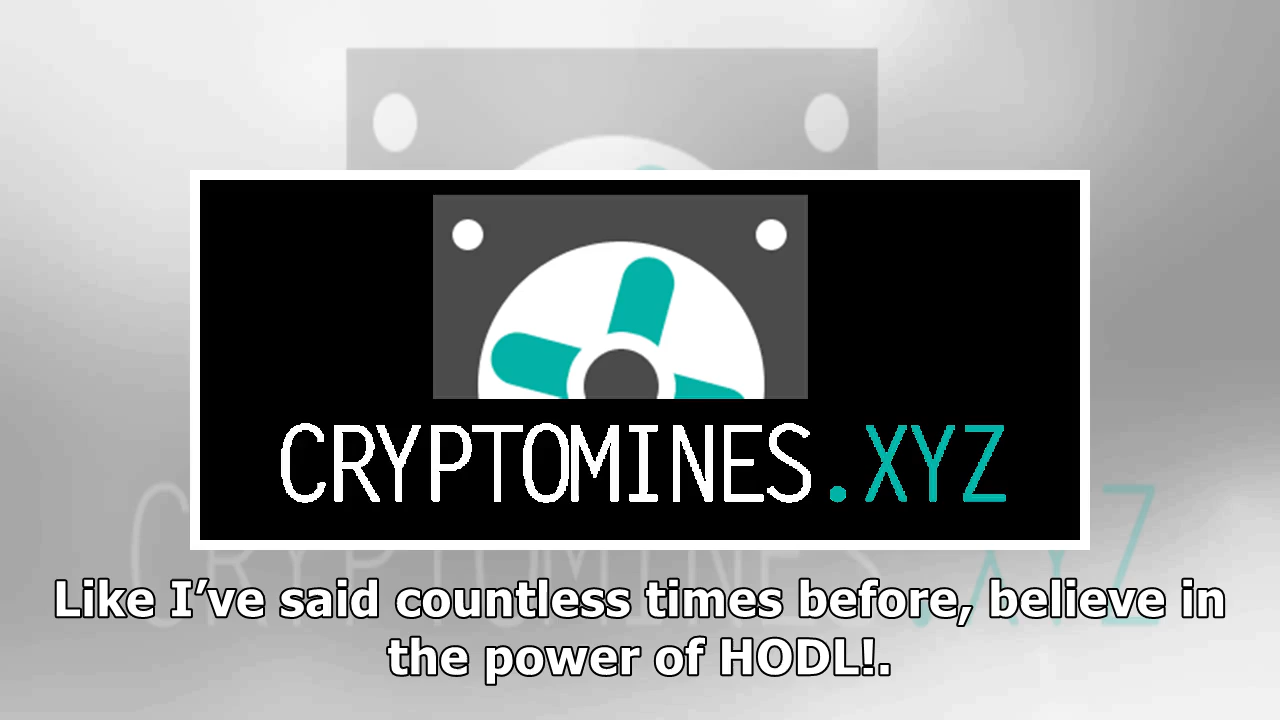 CRYPTOMINES.XYZ
Like I’ve said countless times before, believe in
the power of HODL!.